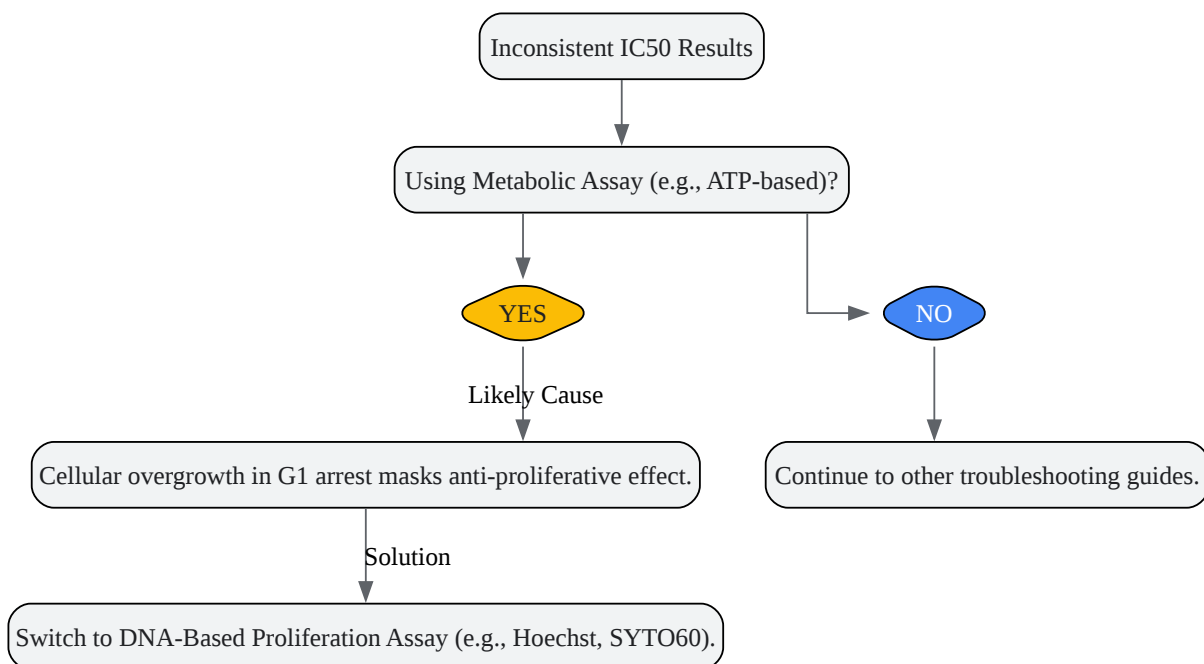 Inconsistent IC50 Results
Using Metabolic Assay (e.g., ATP-based)?
YES
NO
Likely Cause
Cellular overgrowth in G1 arrest masks anti-proliferative effect.
Continue to other troubleshooting guides.
Solution
Switch to DNA-Based Proliferation Assay (e.g., Hoechst, SYTO60).